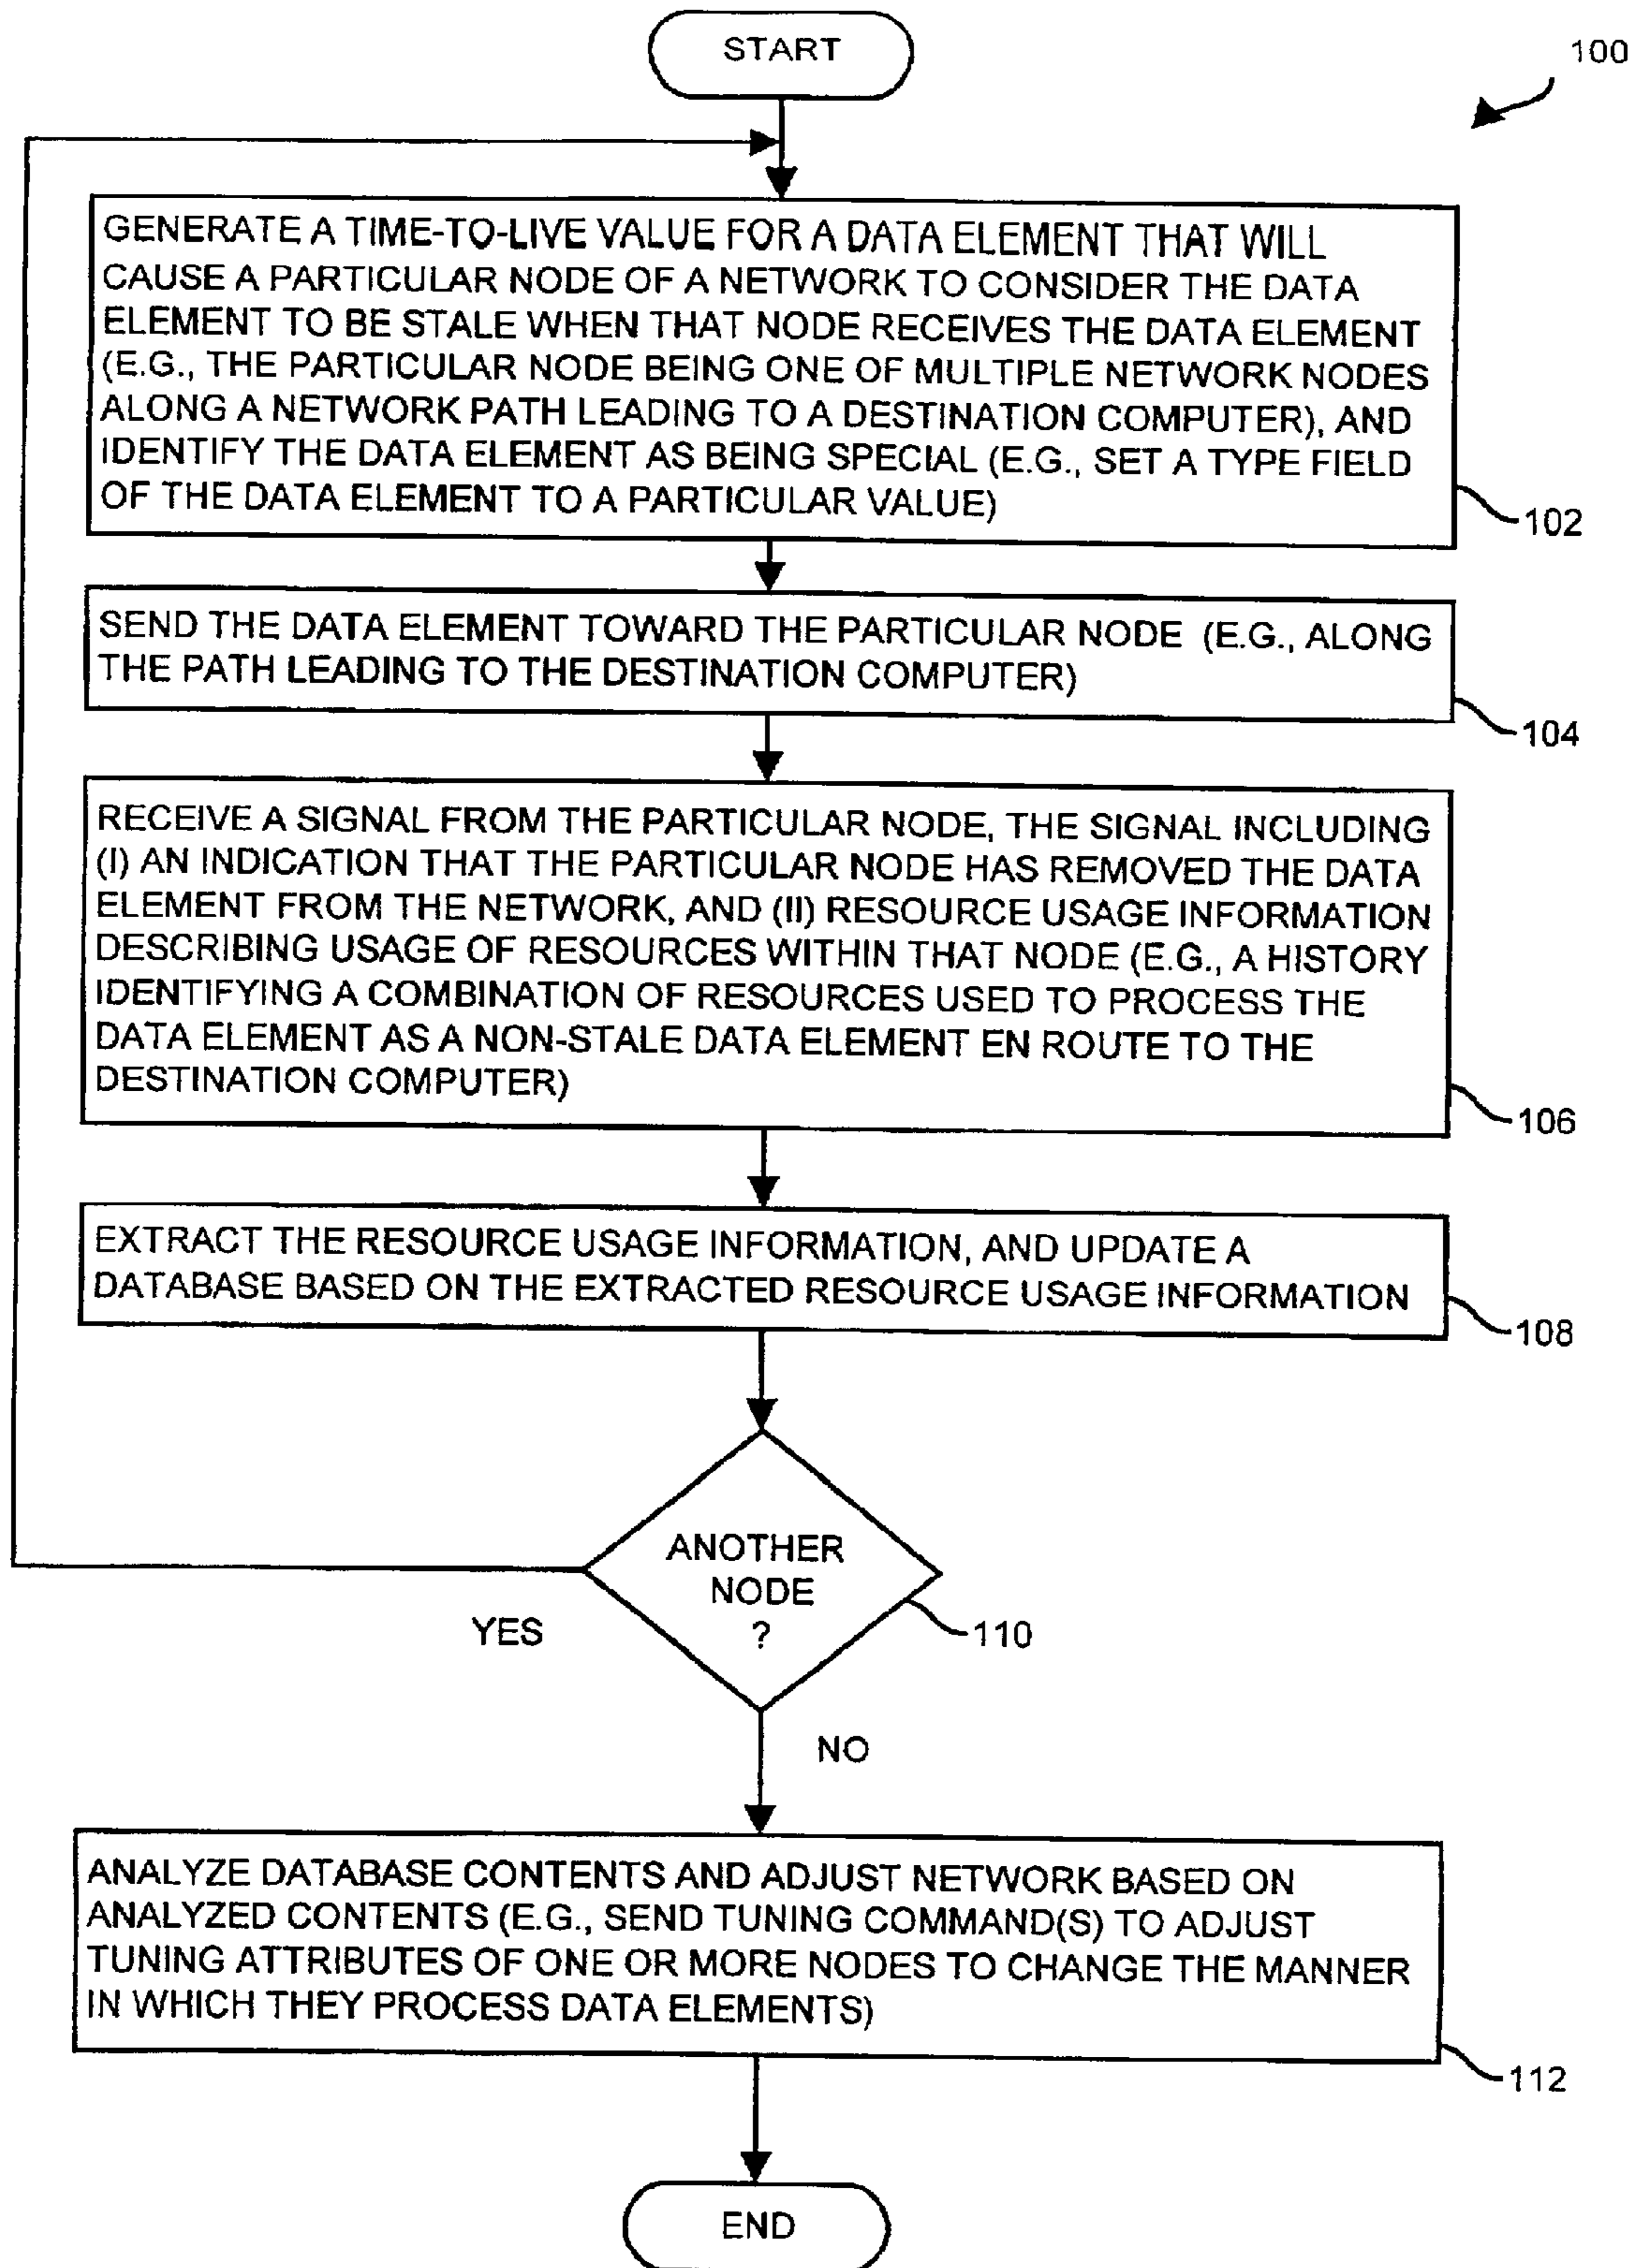 START
100
GENERATE A TIME-TO-LIVE VALUE FOR A DATA ELEMENT THAT WILL
CAUSE A PARTICULAR NODE OF A NETWORK TO CONSIDER THE DATA
ELEMENT TO BE STALE WHEN THAT NODE RECEIVES THE DATA ELEMENT
(E.G., THE PARTICULAR NODE BEING ONE OF MULTIPLE NETWORK NODES
ALONG A NETWORK PATH LEADING TO A DESTINATION COMPUTER), AND
IDENTIFY THE DATA ELEMENT AS BEING SPECIAL (E.G., SET A TYPE FIELD
OF THE DATA ELEMENT TO A PARTICULAR VALUE)
102
SEND THE DATA ELEMENT TOWARD THE PARTICULAR NODE (E.G., ALONG
THE PATH LEADING TO THE DESTINATION COMPUTER)
104
RECEIVE A SIGNAL FROM THE PARTICULAR NODE, THE SIGNAL INCLUDING
(I) AN INDICATION THAT THE PARTICULAR NODE HAS REMOVED THE DATA
ELEMENT FROM THE NETWORK, AND (II) RESOURCE USAGE INFORMATION
DESCRIBING USAGE OF RESOURCES WITHIN THAT NODE (E.G., A HISTORY
IDENTIFYING A COMBINATION OF RESOURCES USED TO PROCESS THE
DATA ELEMENT AS A NON-STALE DATA ELEMENT EN ROUTE TO THE
DESTINATION COMPUTER)
106
EXTRACT THE RESOURCE USAGE INFORMATION, AND UPDATE A
DATABASE BASED ON THE EXTRACTED RESOURCE USAGE INFORMATION
108
ANOTHER
NODE
?
110
YES
NO
ANALYZE DATABASE CONTENTS AND ADJUST NETWORK BASED ON
ANALYZED CONTENTS (E.G., SEND TUNING COMMAND(S) TO ADJUST
TUNING ATTRIBUTES OF ONE OR MORE NODES TO CHANGE THE MANNER
IN WHICH THEY PROCESS DATA ELEMENTS)
112
END